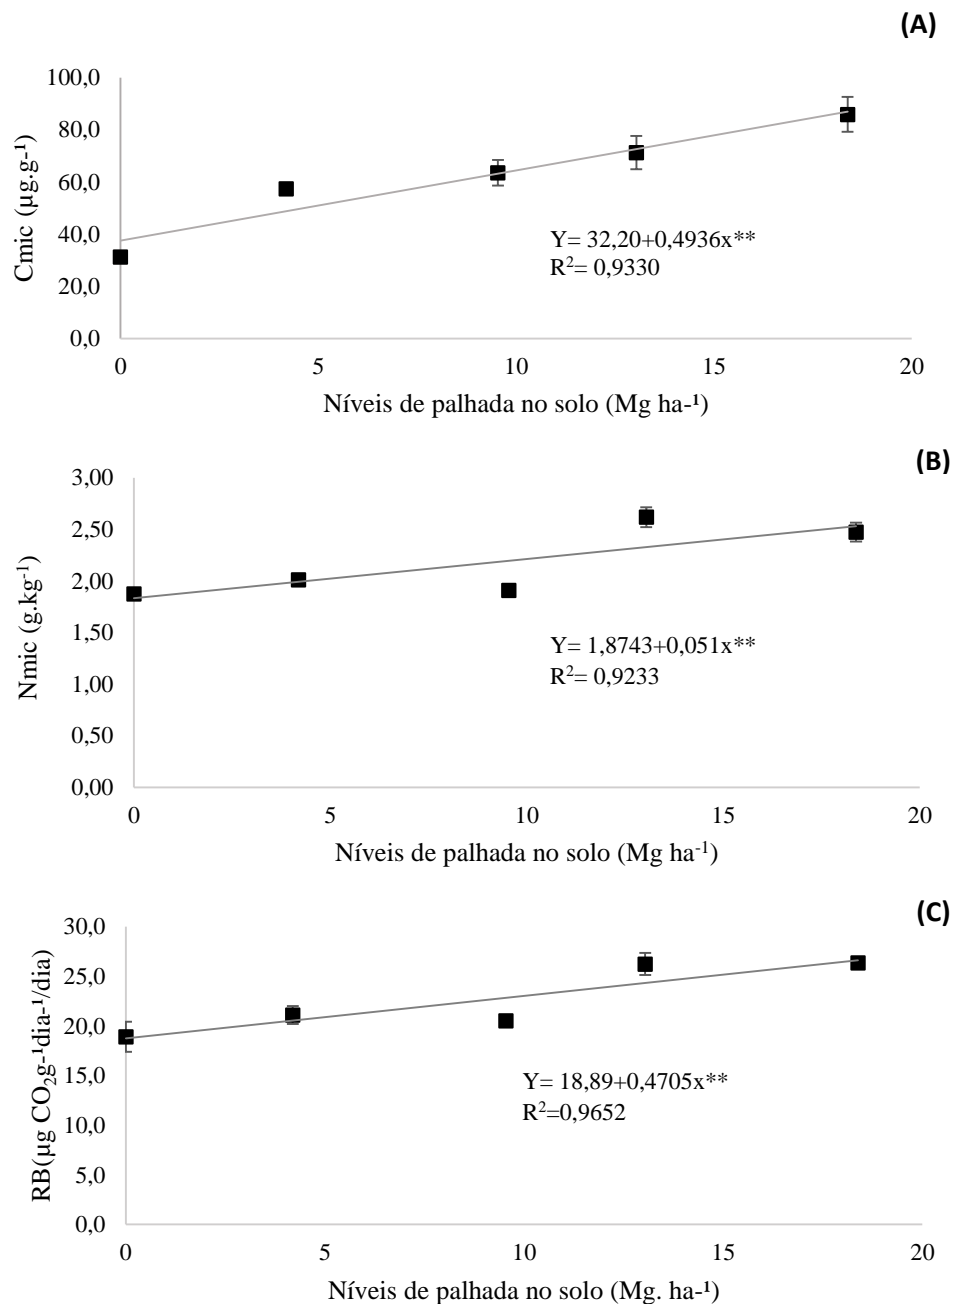 (A)
100,0
80,0
60,0
40,0
20,0
0,0
Cmic (µg.g-¹)
Y= 32,20+0,4936x**
R²= 0,9330
0 5 10 15 20
Níveis de palhada no solo (Mg ha-¹)
(B)
3,00
2,50
2,00
1,50
1,00
0,50
0,00
Nmic (g.kg⁻¹)
Y= 1,8743+0,051x**
R²= 0,9233
0 5 10 15 20
Níveis de palhada no solo (Mg ha⁻¹)
(C)
30,0
25,0
20,0
15,0
10,0
5,0
0,0
RB(µg CO₂g-¹dia-¹/dia)
Y= 18,89+0,4705x**
R²=0,9652
0 5 10 15 20
Níveis de palhada no solo (Mg. ha-¹)